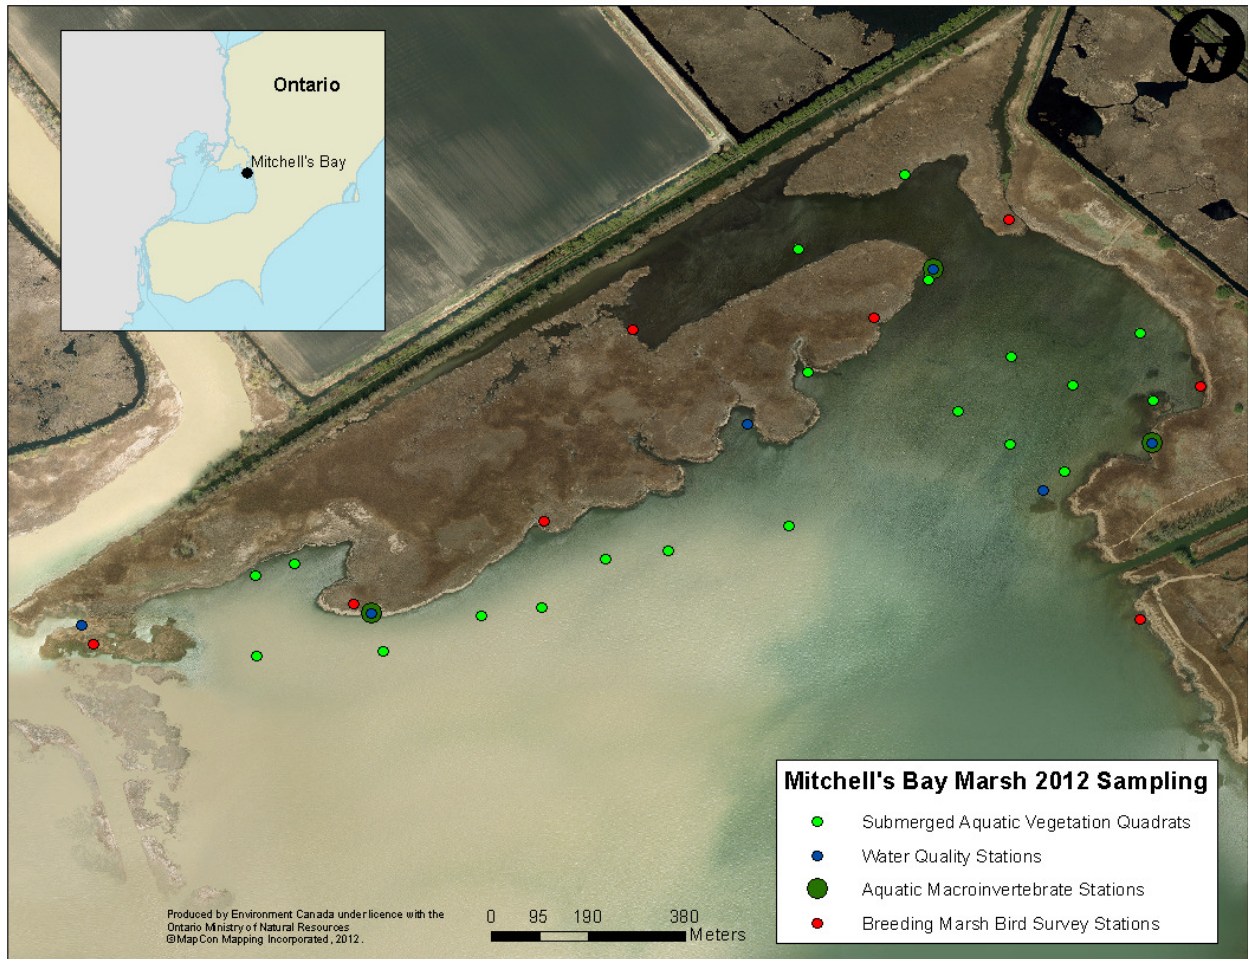 Ontario
Mitchell's Bay
N
Mitchell's Bay Marsh 2012 Sampling
Submerged Aquatic Vegetation Quadrats
Water Quality Stations
Aquatic Macroinvertebrate Stations
Breeding Marsh Bird Survey Stations
Produced by Environment Canada under licence with the
Ontario Ministry of Natural Resources
©MapCon Mapping Incorporated, 2012.
0 95 190 380
Meters